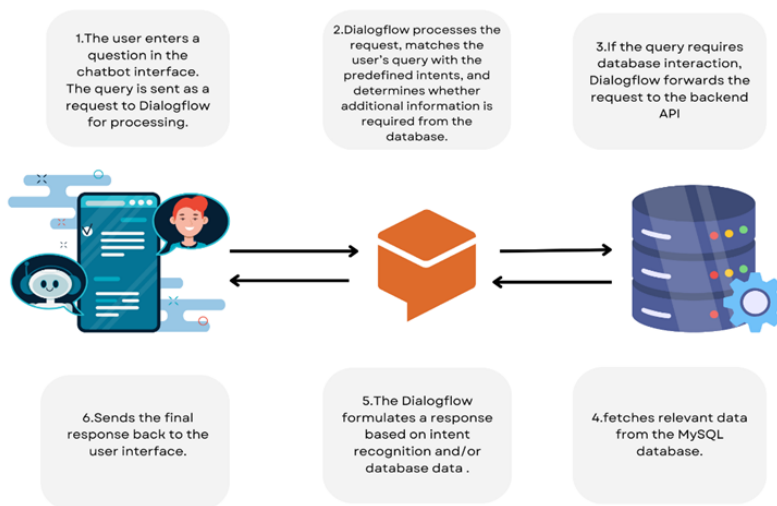 1.The user enters a
question in the
chatbot interface.
The query is sent as a
request to Dialogflow
for processing.
2.Dialogflow processes the
request, matches the
user's query with the
predefined intents, and
determines whether
additional information is
required from the
database.
3.If the query requires
database interaction,
Dialogflow forwards the
request to the backend
API
6.Sends the final
response back to the
user interface.
5.The Dialogflow
formulates a response
based on intent
recognition and/or
database data .
4.fetches relevant data
from the MySQL
database.